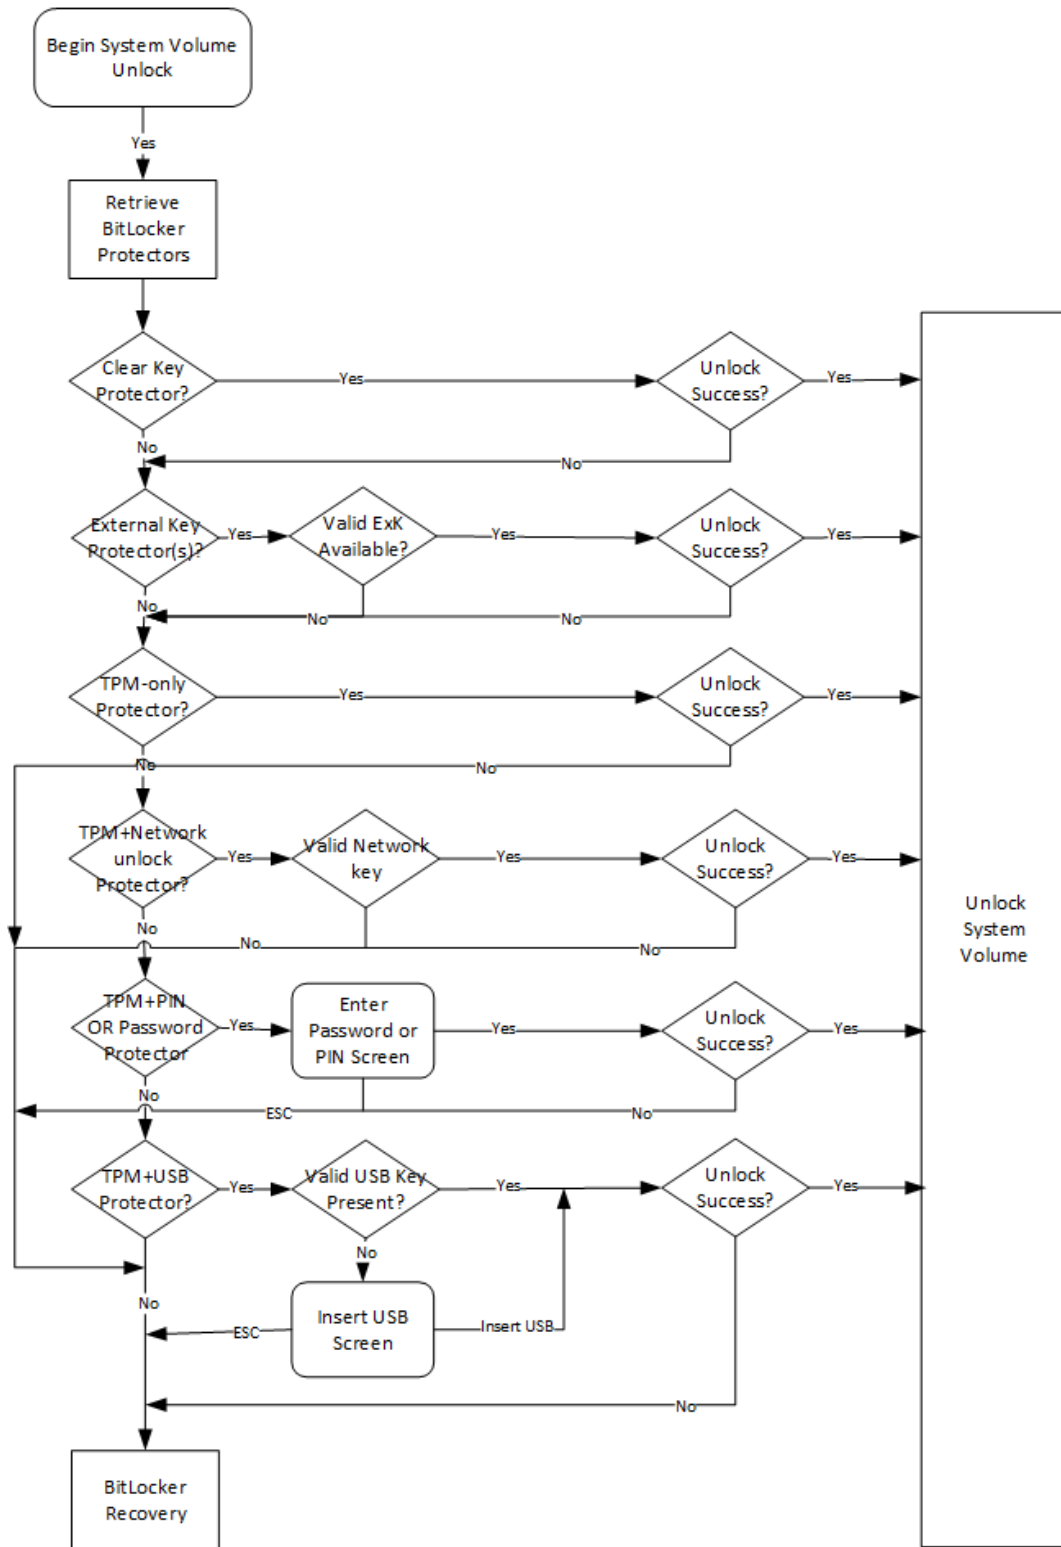 Begin System Volume
Unlock
Yes
Retrieve
BitLocker
Protectors
Clear Key
Protector?
Yes
Unlock
Success?
Yes
No
No
External Key
Protector(s)?
Yes
Valid ExK
Available?
Yes
Unlock
Success?
Yes
No
No
No
TPM-only
Protector?
Yes
Unlock
Success?
Yes
No
No
TPM+Network
unlock
Protector?
Yes
Valid Network
key
Yes
Unlock
Success?
Yes
No
No
No
Unlock
System
Volume
TPM+PIN
OR Password
Protector
Yes
Enter
Password or
PIN Screen
Yes
Unlock
Success?
Yes
No
ESC
No
TPM+USB
Protector?
Yes
Valid USB Key
Present?
Yes
Unlock
Success?
Yes
No
No
Insert USB
Screen
ESC
Insert USB
No
BitLocker
Recovery